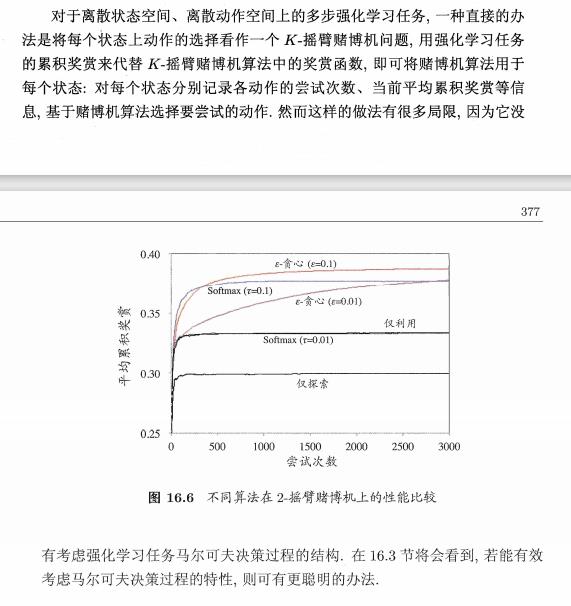 对于离散状态空间、离散动作空间上的多步强化学习任务, 一种直接的办
法是将每个状态上动作的选择看作一个 K-摇臂赌博机问题, 用强化学习任务
的累积奖赏来代替 K-摇臂赌博机算法中的奖赏函数, 即可将赌博机算法用于
每个状态: 对每个状态分别记录各动作的尝试次数、当前平均累积奖赏等信
息, 基于赌博机算法选择要尝试的动作. 然而这样的做法有很多局限, 因为它没
377
平均累积奖赏
0.40
0.35
0.30
0.25
ε-贪心 (ε=0.1)
Softmax (τ=0.1)
ε-贪心 (ε=0.01)
仅利用
Softmax (τ=0.01)
仅探索
0 500 1000 1500 2000 2500 3000
尝试次数
图 16.6 不同算法在 2-摇臂赌博机上的性能比较
有考虑强化学习任务马尔可夫决策过程的结构. 在 16.3 节将会看到, 若能有效
考虑马尔可夫决策过程的特性, 则可有更聪明的办法.